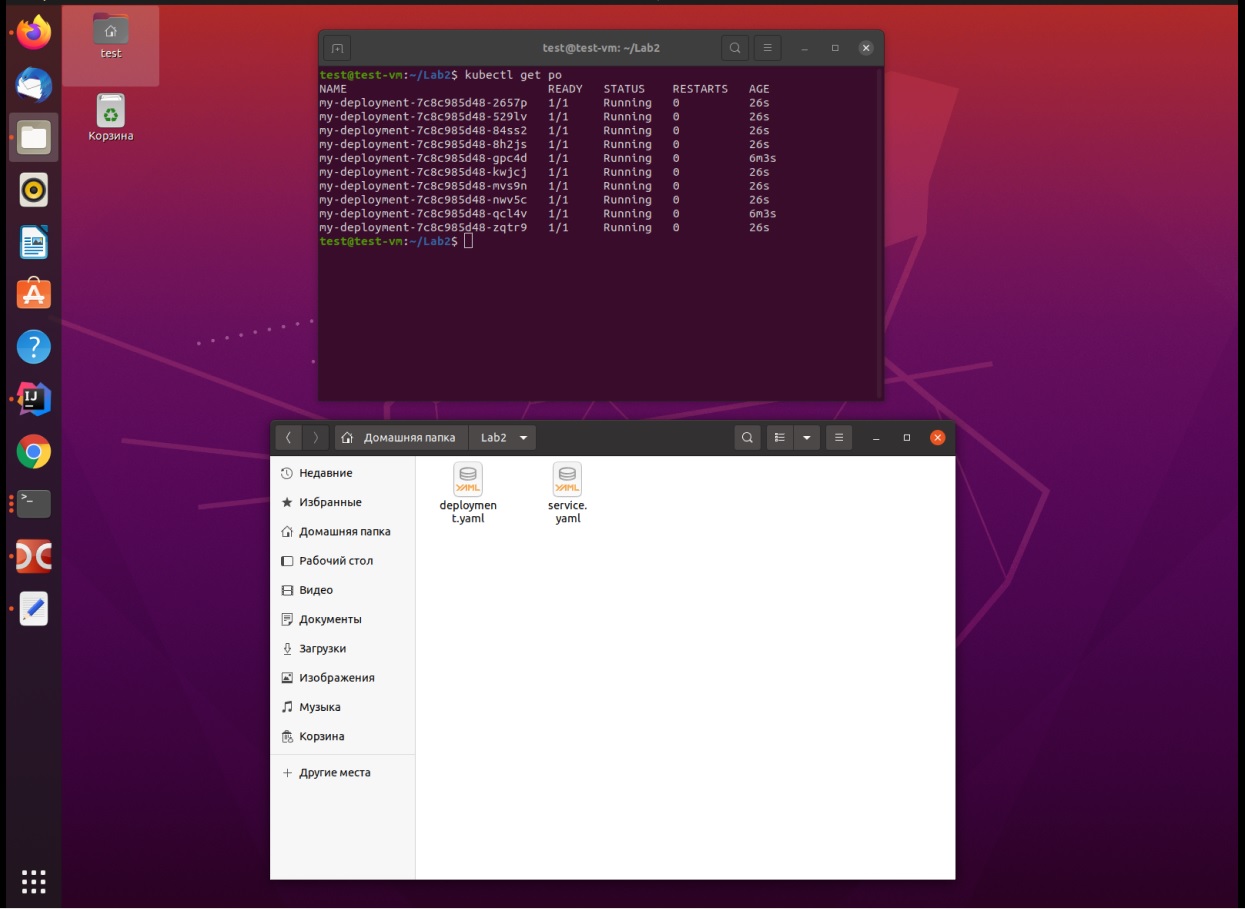 test
Корзина
test@test-vm: ~/Lab2
test@test-vm:~/Lab2$ kubectl get po
NAME READY STATUS RESTARTS AGE
my-deployment-7c8c985d48-2657p 1/1 Running 0 26s
my-deployment-7c8c985d48-529lv 1/1 Running 0 26s
my-deployment-7c8c985d48-84ss2 1/1 Running 0 26s
my-deployment-7c8c985d48-8h2js 1/1 Running 0 26s
my-deployment-7c8c985d48-gpc4d 1/1 Running 0 6m3s
my-deployment-7c8c985d48-kwjcj 1/1 Running 0 26s
my-deployment-7c8c985d48-mvs9n 1/1 Running 0 26s
my-deployment-7c8c985d48-nwv5c 1/1 Running 0 26s
my-deployment-7c8c985d48-qcl4v 1/1 Running 0 6m3s
my-deployment-7c8c985d48-zqtr9 1/1 Running 0 26s
test@test-vm:~/Lab2$
IJ
Домашняя папка Lab2
Недавние
Избранные
Домашняя папка
Рабочий стол
Видео
Документы
Загрузки
Изображения
Музыка
Корзина
Другие места
YAML
deploymen
t.yaml
YAML
service.
yaml